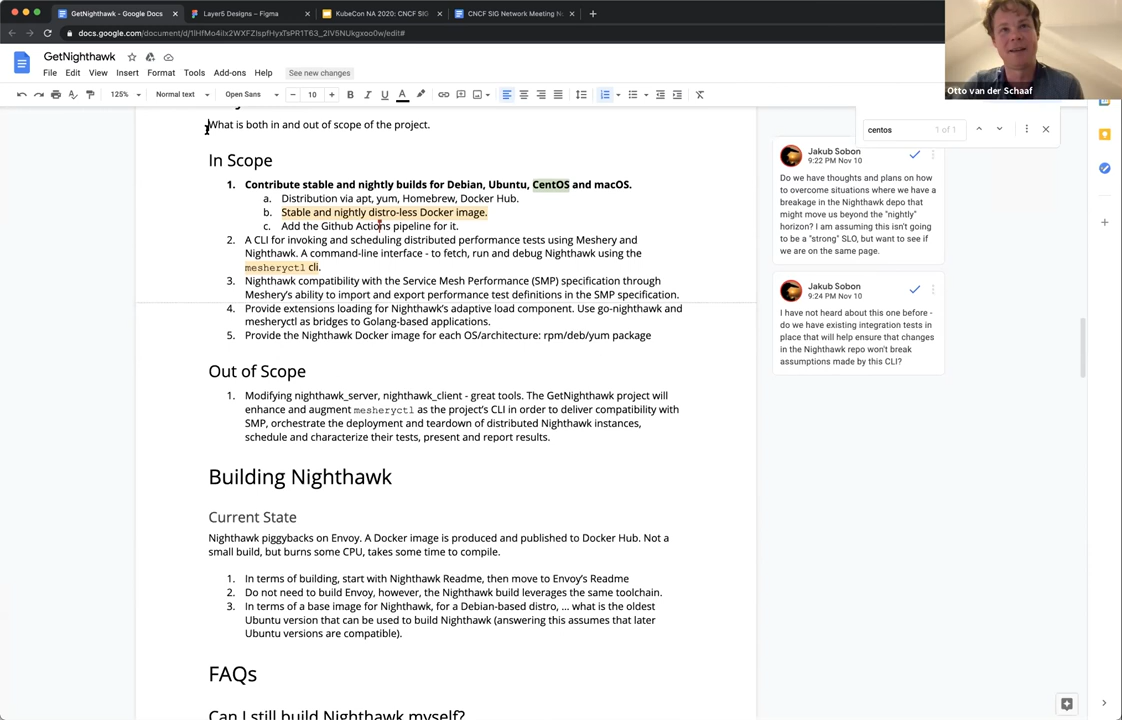 GetNighthawk - Google Docs
Layer5 Designs – Figma
KubeCon NA 2020: CNCF SIG
CNCF SIG Network Meeting N
docs.google.com/document/d/1IHfMo4ilx2WXFZIspfHyxTsPR1T63_2IV5NUkgxoo0w/edit#
GetNighthawk
File Edit View Insert Format Tools Add-ons Help See new changes
125% Normal text Open Sans 10
Otto van der Schaaf
centos 1 of 1
What is both in and out of scope of the project.
In Scope
1. Contribute stable and nightly builds for Debian, Ubuntu, CentOS and macOS.
a. Distribution via apt, yum, Homebrew, Docker Hub.
b. Stable and nightly distro-less Docker image.
c. Add the Github Actions pipeline for it.
2. A CLI for invoking and scheduling distributed performance tests using Meshery and
Nighthawk. A command-line interface - to fetch, run and debug Nighthawk using the
mesheryctl cli.
3. Nighthawk compatibility with the Service Mesh Performance (SMP) specification through
Meshery's ability to import and export performance test definitions in the SMP specification.
4. Provide extensions loading for Nighthawk's adaptive load component. Use go-nighthawk and
mesheryctl as bridges to Golang-based applications.
5. Provide the Nighthawk Docker image for each OS/architecture: rpm/deb/yum package
Out of Scope
1. Modifying nighthawk_server, nighthawk_client - great tools. The GetNighthawk project will
enhance and augment mesheryctl as the project's CLI in order to deliver compatibility with
SMP, orchestrate the deployment and teardown of distributed Nighthawk instances,
schedule and characterize their tests, present and report results.
Building Nighthawk
Current State
Nighthawk piggybacks on Envoy. A Docker image is produced and published to Docker Hub. Not a
small build, but burns some CPU, takes some time to compile.
1. In terms of building, start with Nighthawk Readme, then move to Envoy's Readme
2. Do not need to build Envoy, however, the Nighthawk build leverages the same toolchain.
3. In terms of a base image for Nighthawk, for a Debian-based distro, ... what is the oldest
Ubuntu version that can be used to build Nighthawk (answering this assumes that later
Ubuntu versions are compatible).
FAQs
Can I still build Nighthawk myself?
Jakub Sobon
9:22 PM Nov 10
Do we have thoughts and plans on how
to overcome situations where we have a
breakage in the Nighthawk depo that
might move us beyond the "nightly"
horizon? I am assuming this isn't going
to be a "strong" SLO, but want to see if
we are on the same page.
Jakub Sobon
9:24 PM Nov 10
I have not heard about this one before -
do we have existing integration tests in
place that will help ensure that changes
in the Nighthawk repo won't break
assumptions made by this CLI?